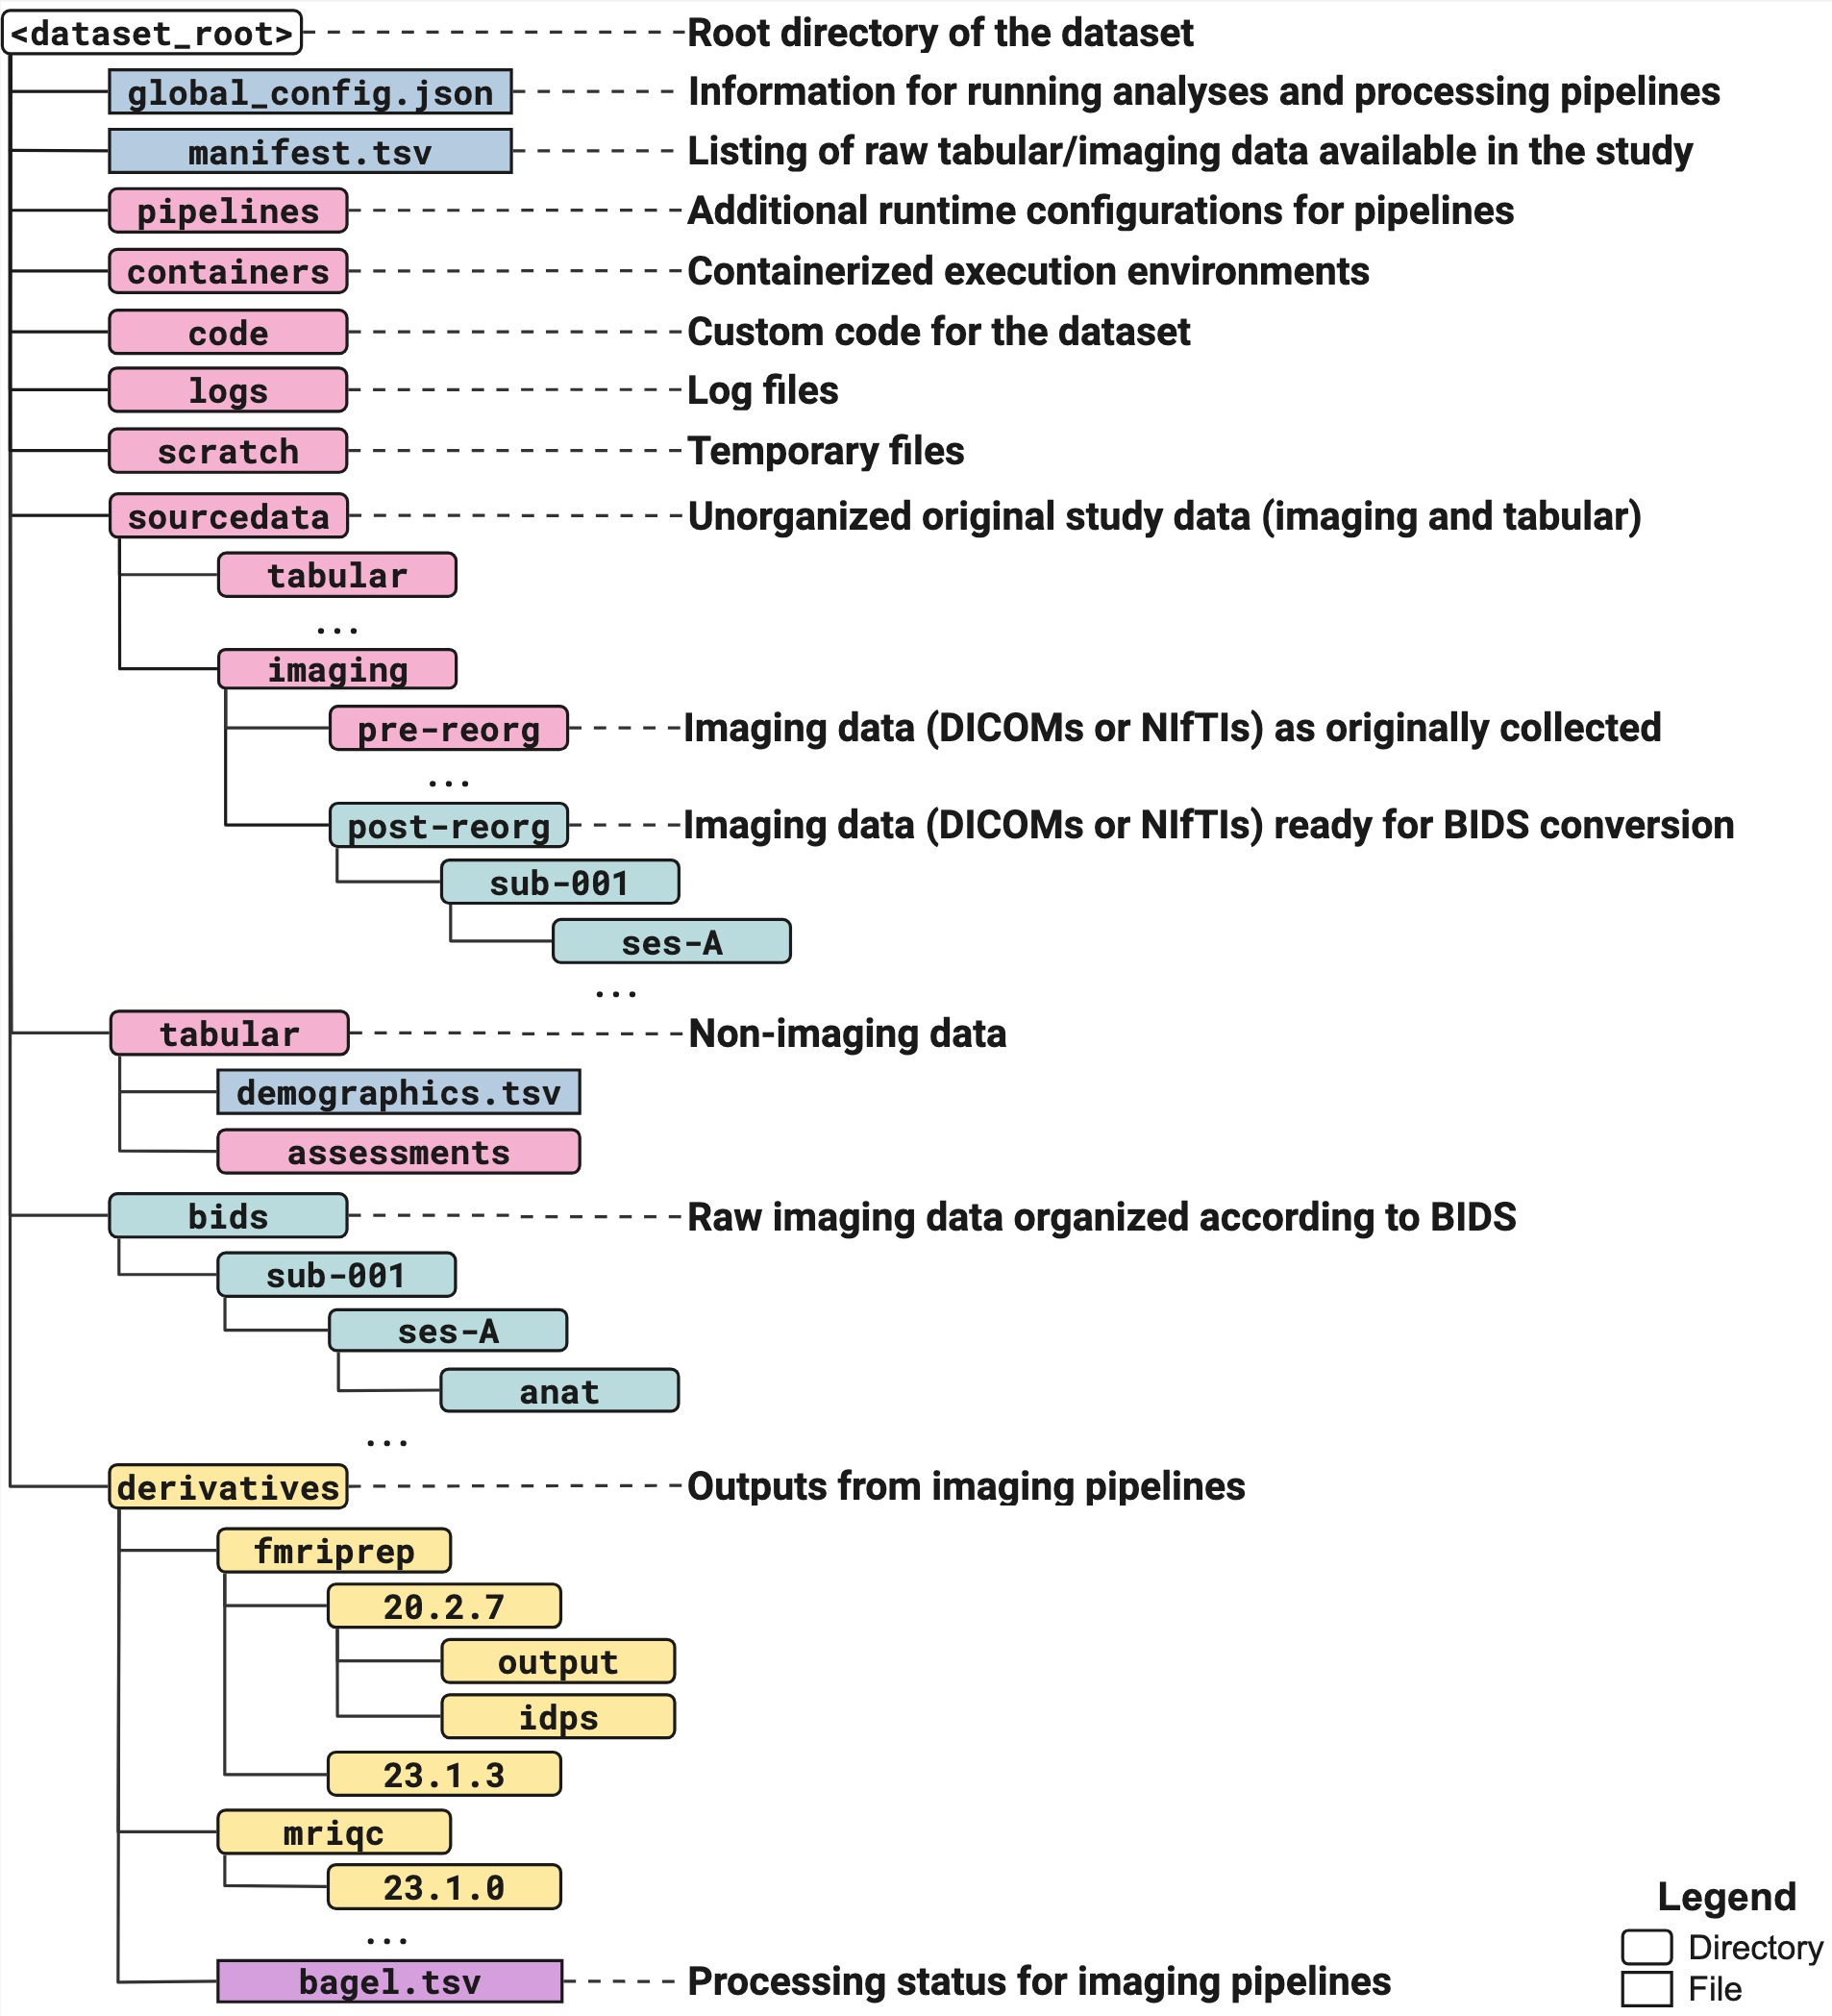 <dataset_root> Root directory of the dataset
global_config.json Information for running analyses and processing pipelines
manifest.tsv Listing of raw tabular/imaging data available in the study
pipelines Additional runtime configurations for pipelines
containers Containerized execution environments
code Custom code for the dataset
logs Log files
scratch Temporary files
sourcedata Unorganized original study data (imaging and tabular)
tabular
...
imaging
pre-reorg Imaging data (DICOMs or NIfTIs) as originally collected
...
post-reorg Imaging data (DICOMs or NIfTIs) ready for BIDS conversion
sub-001
ses-A
...
tabular Non-imaging data
demographics.tsv
assessments
bids Raw imaging data organized according to BIDS
sub-001
ses-A
anat
...
derivatives Outputs from imaging pipelines
fmriprep
20.2.7
output
idps
23.1.3
mriqc
23.1.0
...
bagel.tsv Processing status for imaging pipelines
Legend
Directory
File